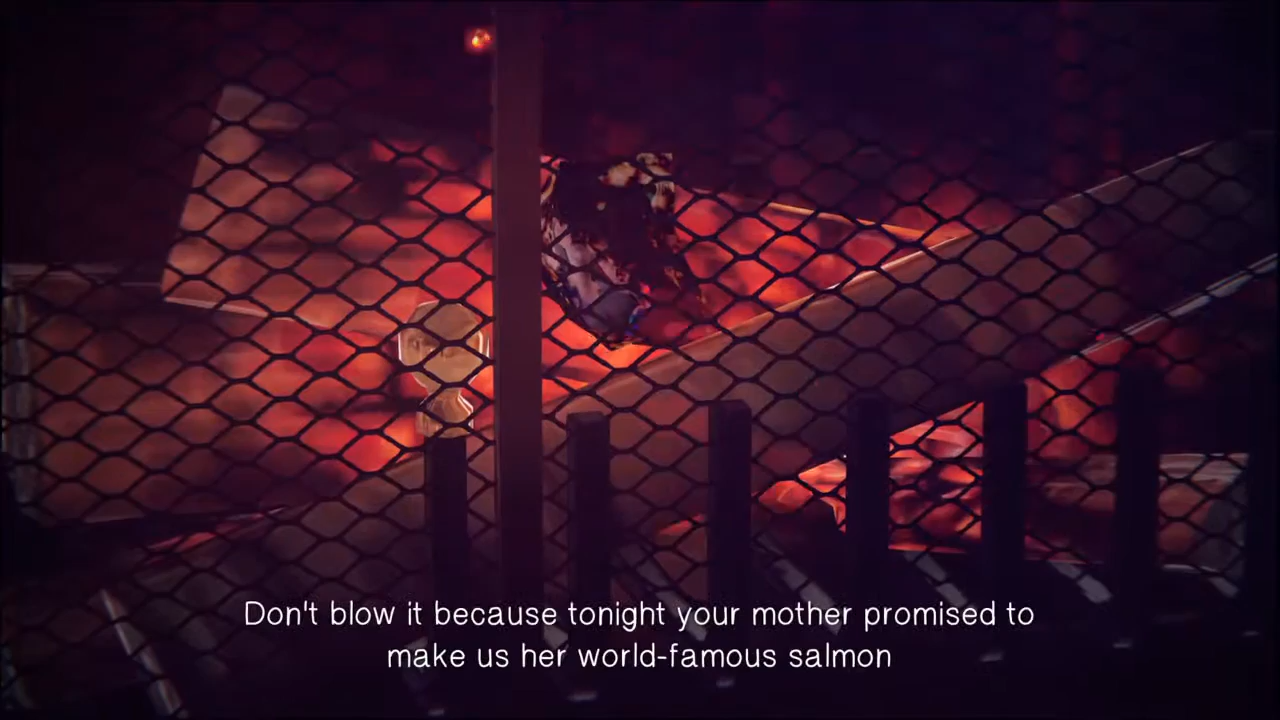 Don't blow it because tonight your mother promised to
make us her world-famous salmon